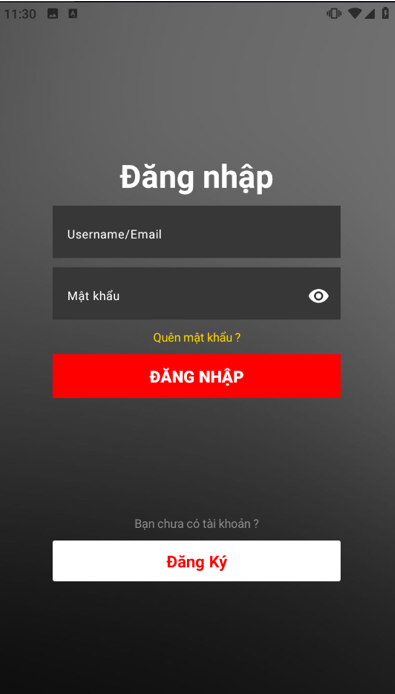 11:30
Đăng nhập
Username/Email
Mật khẩu
Quên mật khẩu ?
ĐĂNG NHẬP
Bạn chưa có tài khoản ?
Đăng Ký